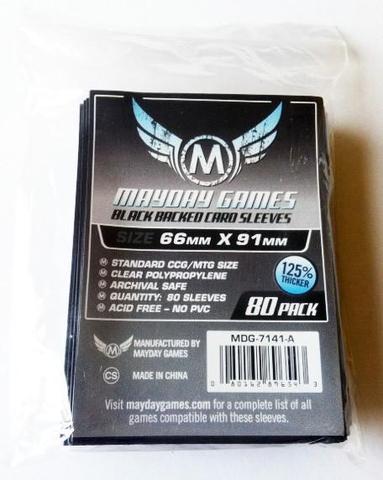 M
MAYDAY GAMES
BLACK BACKED CARD SLEEVES
SIZE 66MM X 91MM
M STANDARD CCG/MTG SIZE
M CLEAR POLYPROPYLENE
M ARCHIVAL SAFE
M QUANTITY: 80 SLEEVES
M ACID FREE – NO PVC
125%
THICKER
80 PACK
MDG-7141-A
M
MANUFACTURED BY
MAYDAY GAMES
CS
MADE IN CHINA
Visit maydaygames.com for a complete list of all
games compatible with these sleeves.